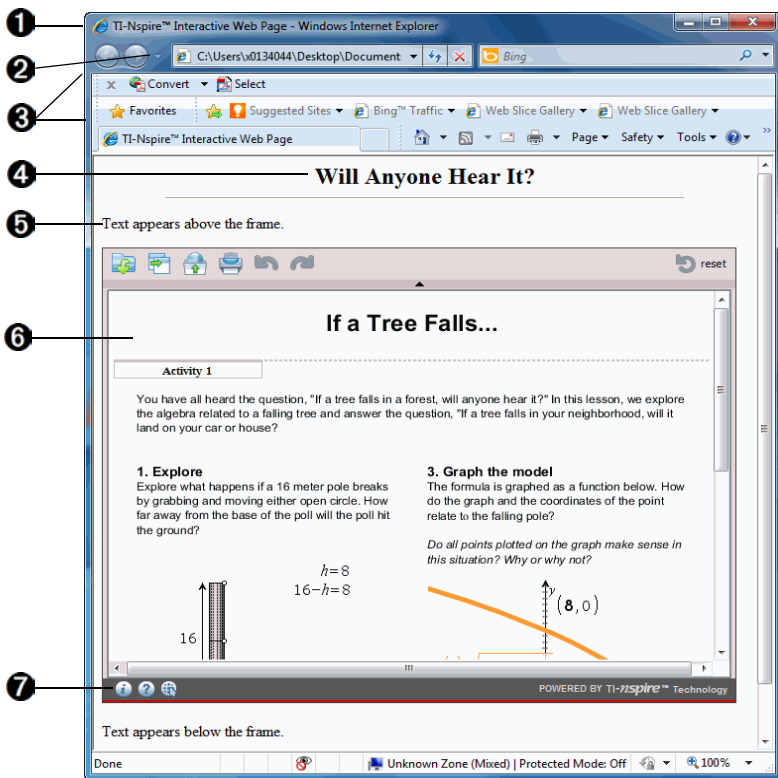 1
TI-Nspire™ Interactive Web Page - Windows Internet Explorer
2
C:\Users\x0134044\Desktop\Document
Bing
3
x Convert Select
Favorites Suggested Sites Bing™ Traffic Web Slice Gallery Web Slice Gallery
TI-Nspire™ Interactive Web Page Page Safety Tools
4
Will Anyone Hear It?
5
Text appears above the frame.
reset
6
If a Tree Falls...
Activity 1
You have all heard the question, "If a tree falls in a forest, will anyone hear it?" In this lesson, we explore
the algebra related to a falling tree and answer the question, "If a tree falls in your neighborhood, will it
land on your car or house?
1. Explore
Explore what happens if a 16 meter pole breaks
by grabbing and moving either open circle. How
far away from the base of the poll will the poll hit
the ground?
h=8
16-h=8
16
3. Graph the model
The formula is graphed as a function below. How
do the graph and the coordinates of the point
relate to the falling pole?
Do all points plotted on the graph make sense in
this situation? Why or why not?
y
(8,0)
7
POWERED BY TI-nspire™ Technology
Text appears below the frame.
Done Unknown Zone (Mixed) | Protected Mode: Off 100%